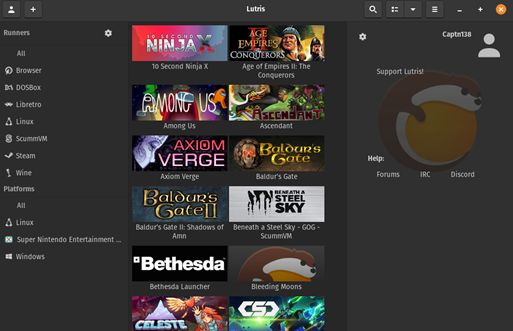 Lutris
Runners
All
Browser
DOSBox
Libretro
Linux
ScummVM
Steam
Wine
Platforms
All
Linux
Super Nintendo Entertainment ...
Windows
10 SECOND
NINJA X
AGE of
EMPIRES II
THE
CONQUERORS
10 Second Ninja X
Age of Empires II: The
Conquerors
AMONG US
ASCENDANT
Among Us
Ascendant
AXIOM
VERGE
BALDUR'S
GATE
Axiom Verge
Baldur's Gate
BALDUR'S
GATE II
BENEATH A
STEEL
SKY
Baldur's Gate II: Shadows of
Amn
Beneath a Steel Sky - GOG -
ScummVM
Bethesda
Bethesda Launcher
Bleeding Moons
CELESTE
CSD
Captn138
Support Lutris!
Help:
Forums
IRC
Discord